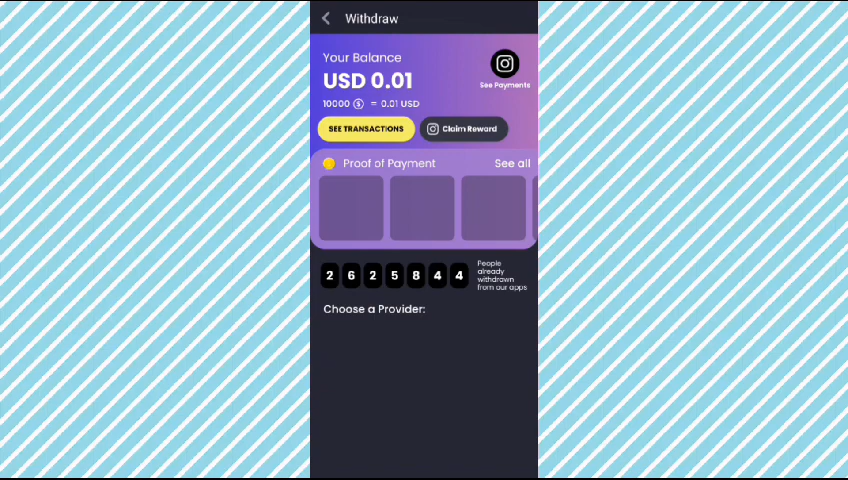 Withdraw
Your Balance
USD 0.01
See Payments
10000 $ = 0.01 USD
SEE TRANSACTIONS
Claim Reward
Proof of Payment
See all
2 6 2 5 8 4 4
People
already
withdrawn
from our apps
Choose a Provider: